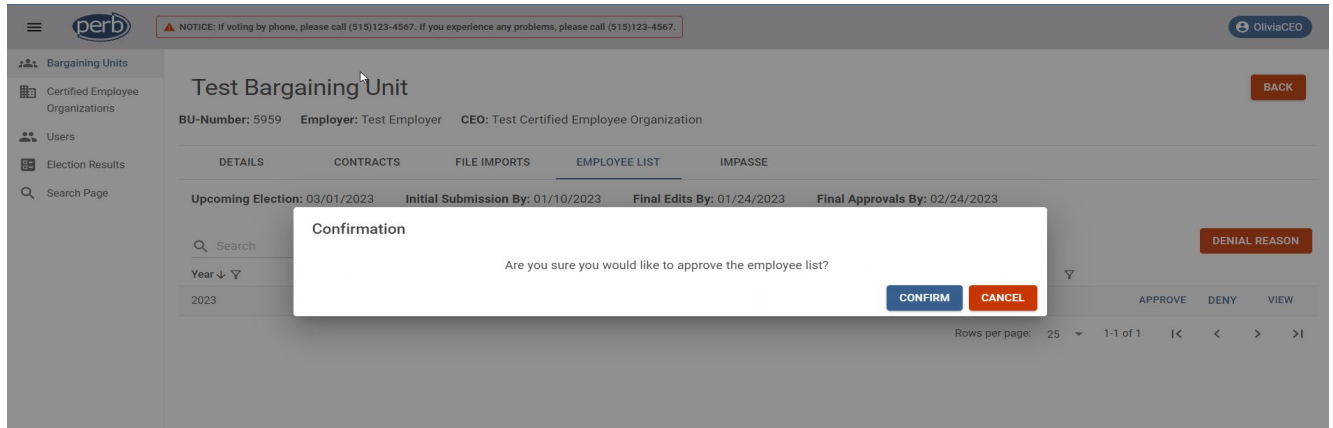 perb
NOTICE: If voting by phone, please call (515)123-4567. If you experience any problems, please call (515)123-4567.
OliviaCEO
Bargaining Units
Certified Employee
Organizations
Users
Election Results
Search Page
Test Bargaining Unit
BACK
BU-Number: 5959 Employer: Test Employer CEO: Test Certified Employee Organization
DETAILS CONTRACTS FILE IMPORTS EMPLOYEE LIST IMPASSE
Upcoming Election: 03/01/2023 Initial Submission By: 01/10/2023 Final Edits By: 01/24/2023 Final Approvals By: 02/24/2023
Confirmation
Search
DENIAL REASON
Are you sure you would like to approve the employee list?
Year
CONFIRM CANCEL
2023 APPROVE DENY VIEW
Rows per page: 25 1-1 of 1